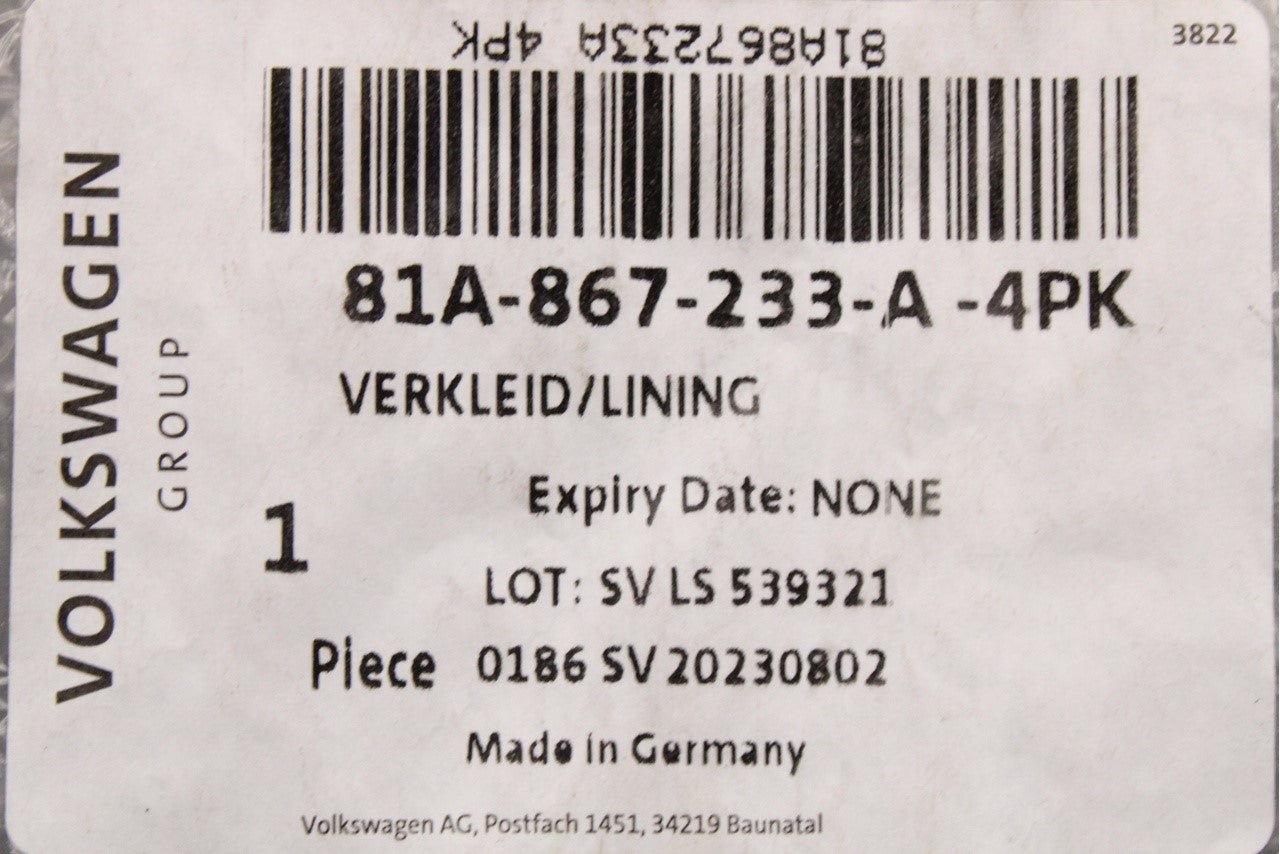 81A867233A 4PK
3822
81A-867-233-A -4PK
VERKLEID/LINING
VOLKSWAGEN
GROUP
Expiry Date: NONE
1
LOT: SV LS 539321
Piece 0186 SV 20230802
Made in Germany
Volkswagen AG, Postfach 1451, 34219 Baunatal